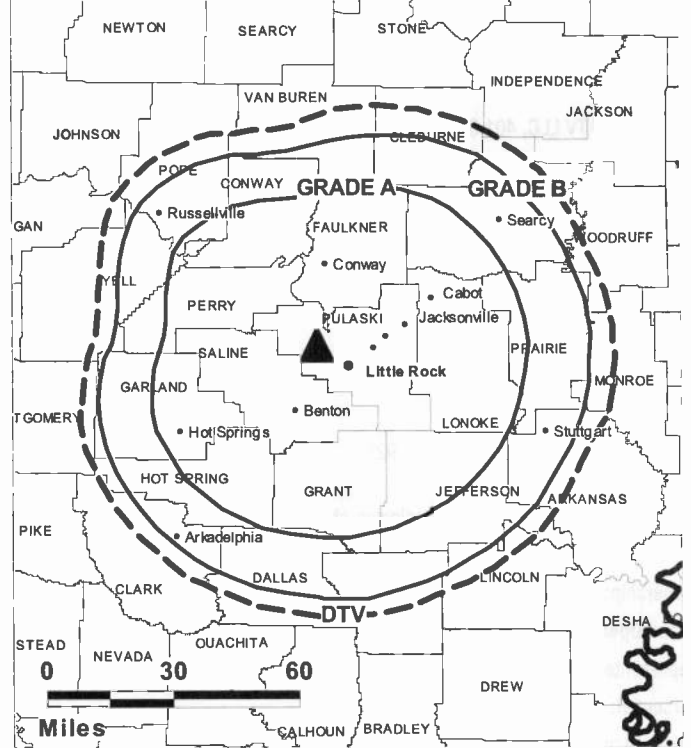 NEWTON
SEARCY
STONE
INDEPENDENCE
VAN BUREN
JACKSON
JOHNSON
CLEBURNE
POPE
CONWAY
GRADE A
GRADE B
Russellville
Searcy
GAN
FAULKNER
WOODRUFF
Conway
YELL
Cabot
PERRY
PULASKI
Jacksonville
SALINE
PRAIRIE
Little Rock
GARLAND
MONROE
TGOMERY
Benton
LONOKE
Hot Springs
Stuttgart
HOT SPRING
GRANT
JEFFERSON
ARKANSAS
PIKE
Arkadelphia
CLARK
DALLAS
LINCOLN
DTV
DESHA
STEAD
NEVADA
OUACHITA
0 30 60
DREW
Miles
CALHOUN
BRADLEY